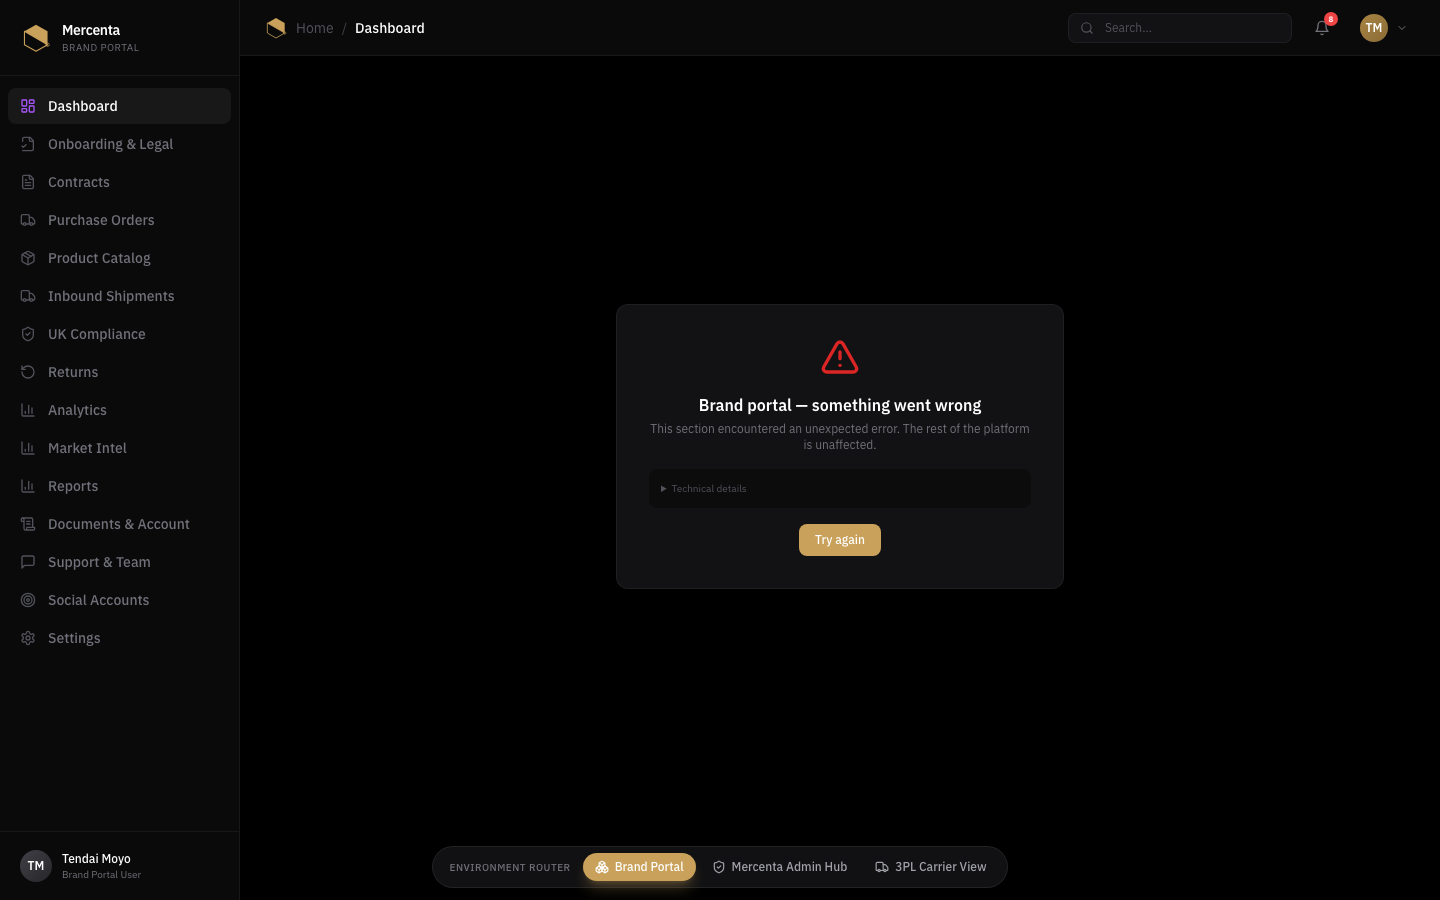 Mercenta
BRAND PORTAL
Dashboard
Onboarding & Legal
Contracts
Purchase Orders
Product Catalog
Inbound Shipments
UK Compliance
Returns
Analytics
Market Intel
Reports
Documents & Account
Support & Team
Social Accounts
Settings
TM
Tendai Moyo
Brand Portal User
Home / Dashboard
Search...
8
TM
Brand portal — something went wrong
This section encountered an unexpected error. The rest of the platform
is unaffected.
Technical details
Try again
ENVIRONMENT ROUTER
Brand Portal
Mercenta Admin Hub
3PL Carrier View